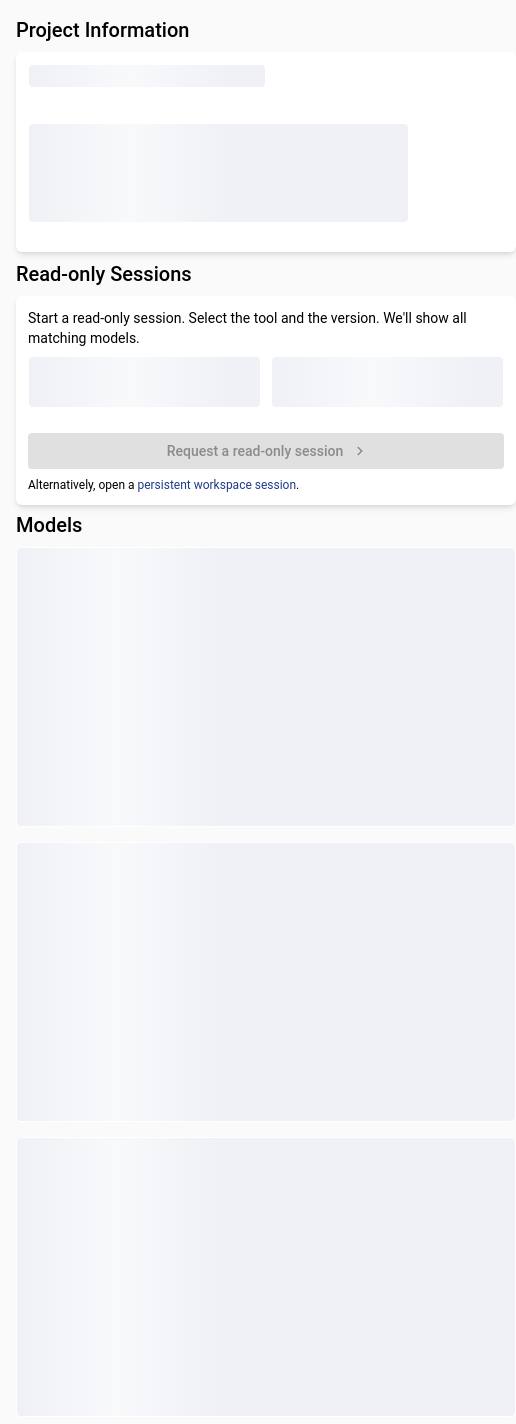 Project Information
Read-only Sessions
Start a read-only session. Select the tool and the version. We'll show all
matching models.
Request a read-only session
Alternatively, open a persistent workspace session.
Models